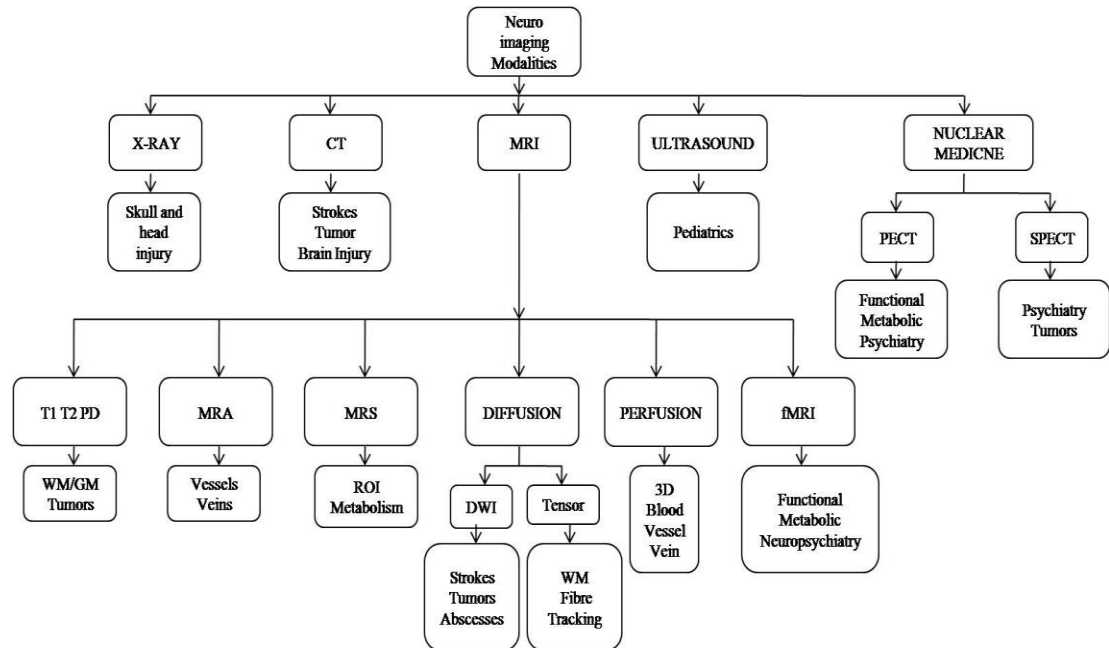 Neuro
imaging
Modalities
X-RAY
CT
MRI
ULTRASOUND
NUCLEAR
MEDICNE
Skull and
head
injury
Strokes
Tumor
Brain Injury
Pediatrics
PECT
SPECT
Functional
Metabolic
Psychiatry
Psychiatry
Tumors
T1 T2 PD
MRA
MRS
DIFFUSION
PERFUSION
fMRI
WM/GM
Tumors
Vessels
Veins
ROI
Metabolism
DWI
Tensor
3D
Blood
Vessel
Vein
Functional
Metabolic
Neuropsychiatry
Strokes
Tumors
Abscesses
WM
Fibre
Tracking